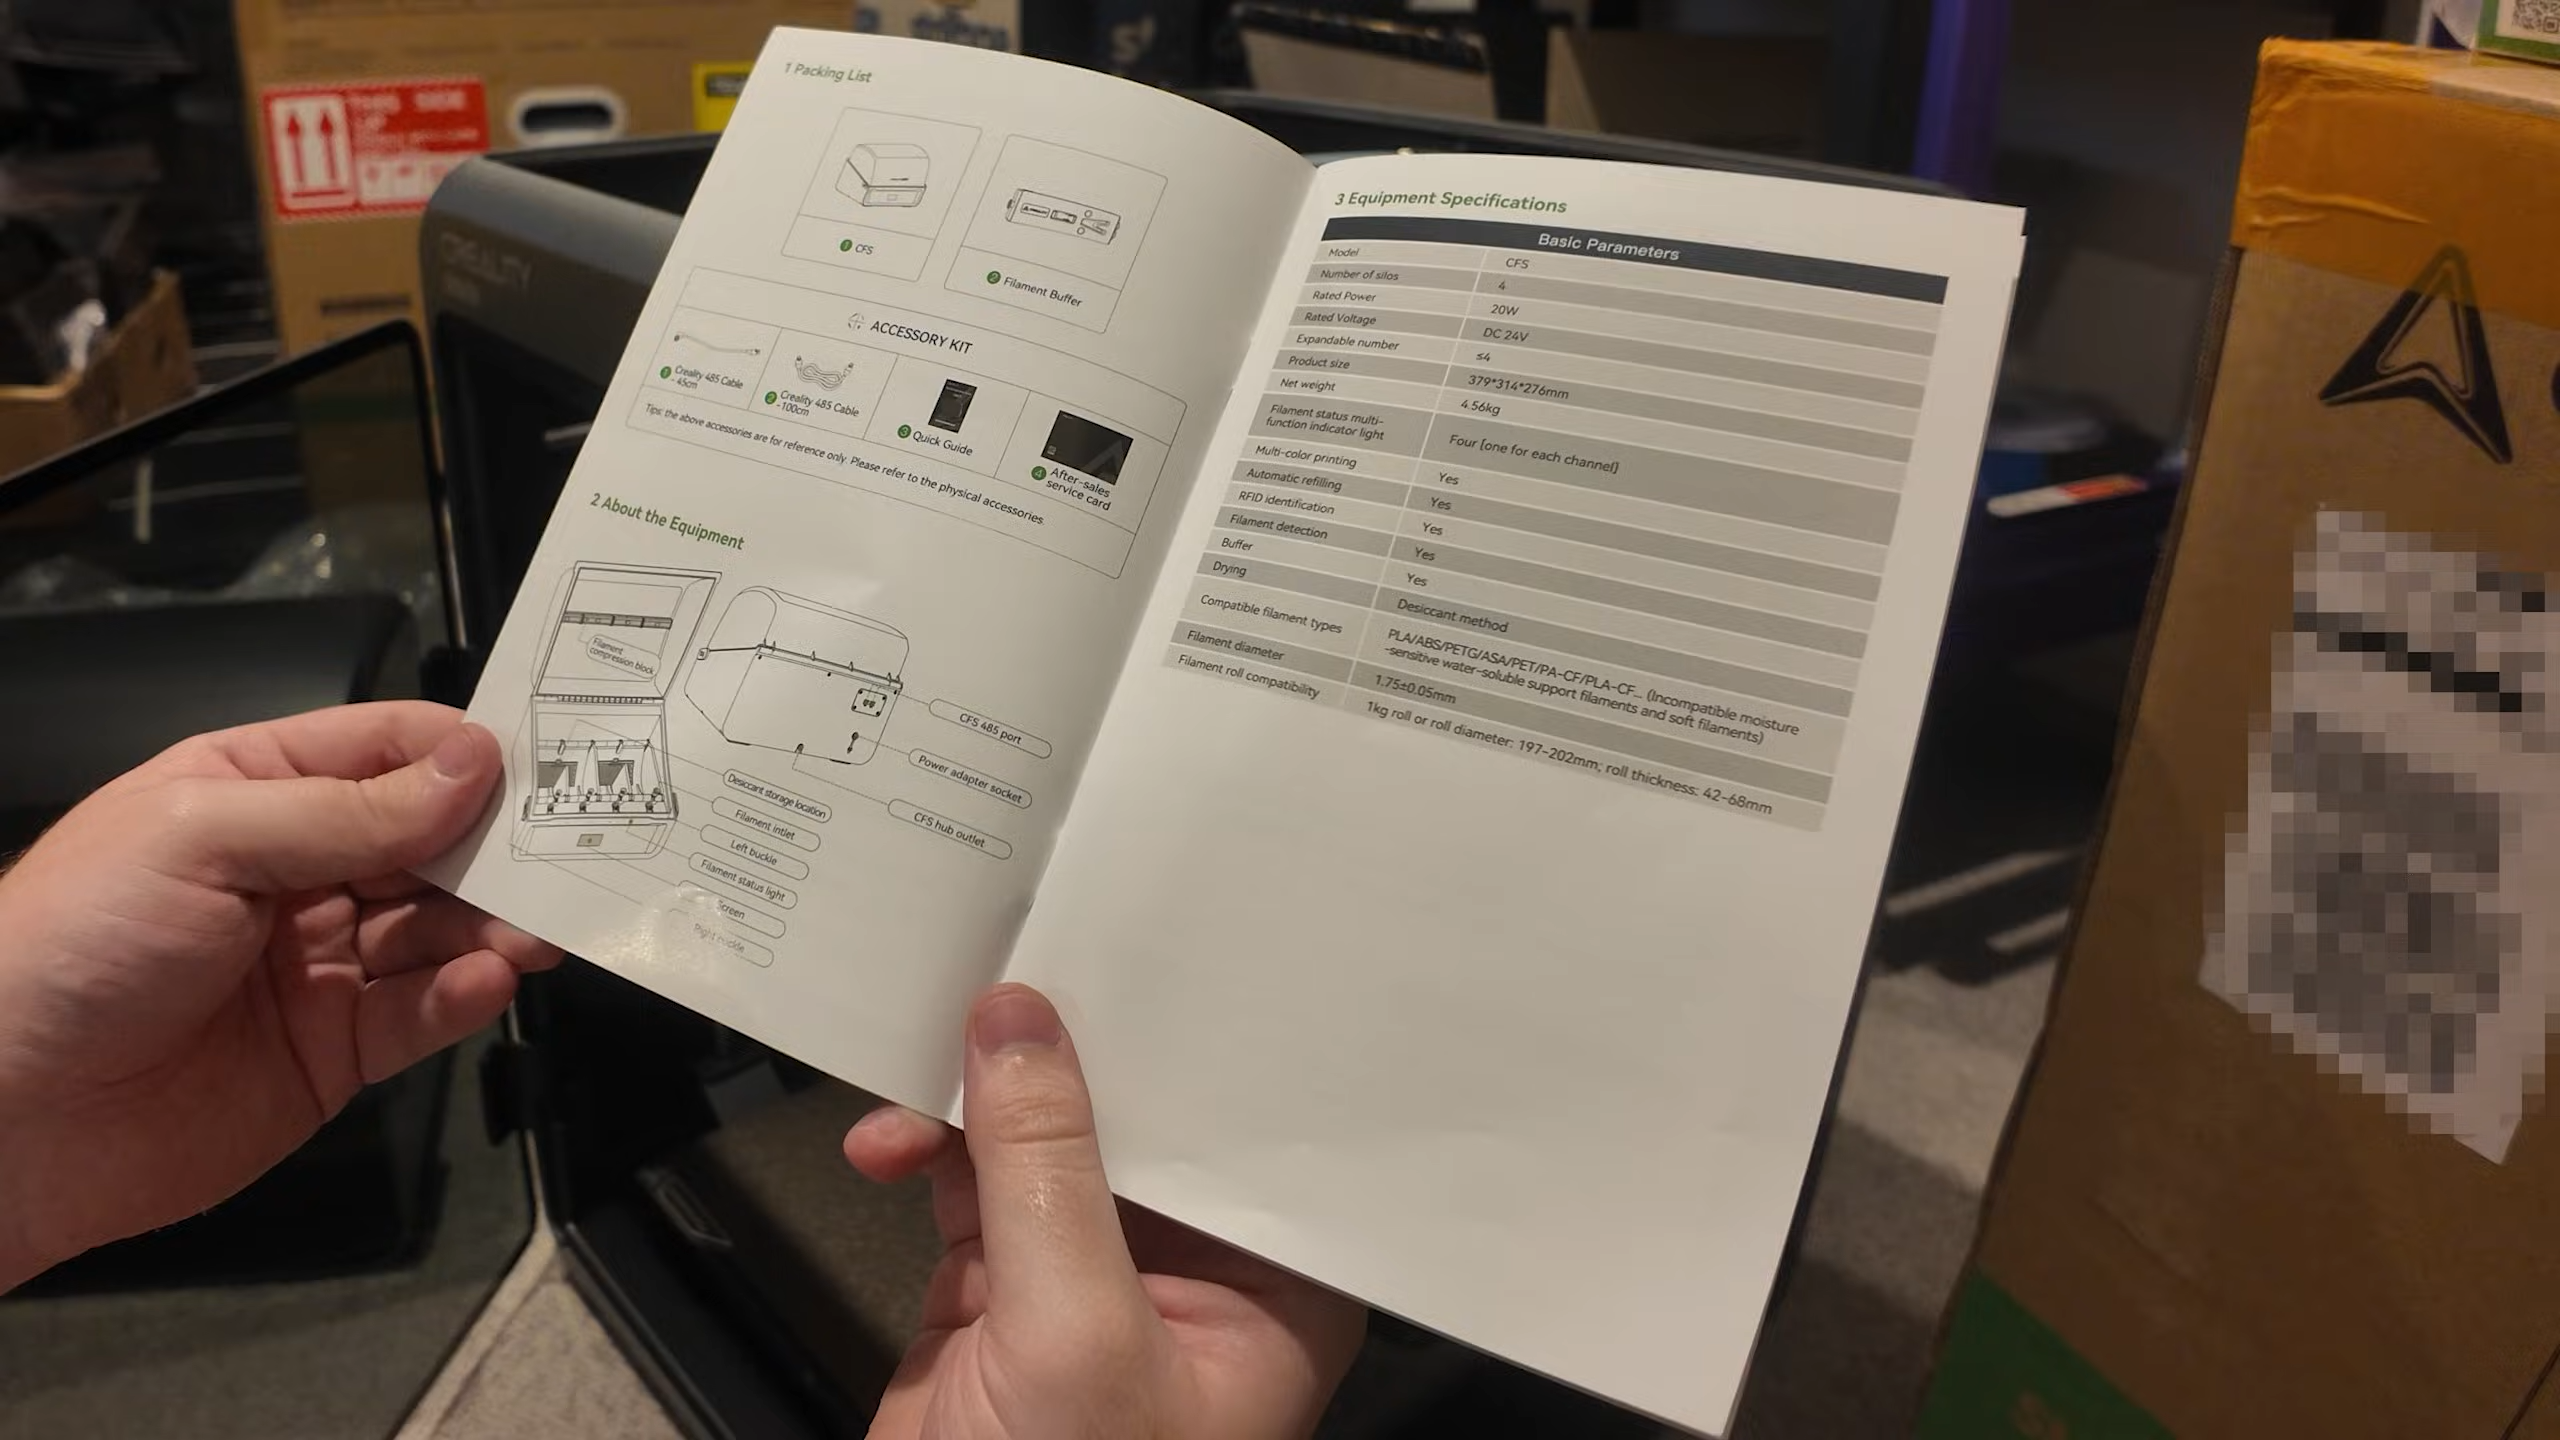 1 Packing List
1 CFS
2 Filament Buffer
ACCESSORY KIT
1 Creality 485 Cable
- 45cm
2 Creality 485 Cable
-100cm
3 Quick Guide
4 After-sales
service card
Tips: the above accessories are for reference only. Please refer to the physical accessories.
2 About the Equipment
Filament
compression block
CFS 485 port
Power adapter socket
CFS hub outlet
Desiccant storage location
Filament intlet
Left buckle
Filament status light
Screen
Right buckle
3 Equipment Specifications
Basic Parameters
Model CFS
Number of silos 4
Rated Power 20W
Rated Voltage DC 24V
Expandable number ≤4
Product size 379*314*276mm
Net weight 4.56kg
Filament status multi-
function indicator light Four [one for each channel]
Multi-color printing Yes
Automatic refilling Yes
RFID identification Yes
Filament detection Yes
Buffer Yes
Drying Desiccant method
Compatible filament types PLA/ABS/PETG/ASA/PET/PA-CF/PLA-CF... (Incompatible moisture
-sensitive water-soluble support filaments and soft filaments)
Filament diameter 1.75±0.05mm
Filament roll compatibility 1kg roll or roll diameter: 197-202mm; roll thickness: 42-68mm
THIS SIDE
UP
CREALITY